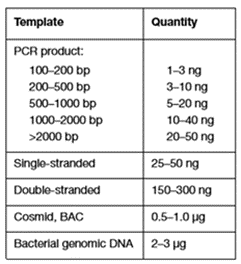 Template Quantity
PCR product:
100–200 bp 1–3 ng
200–500 bp 3–10 ng
500–1000 bp 5–20 ng
1000–2000 bp 10–40 ng
>2000 bp 20–50 ng
Single-stranded 25–50 ng
Double-stranded 150–300 ng
Cosmid, BAC 0.5–1.0 µg
Bacterial genomic DNA 2–3 µg